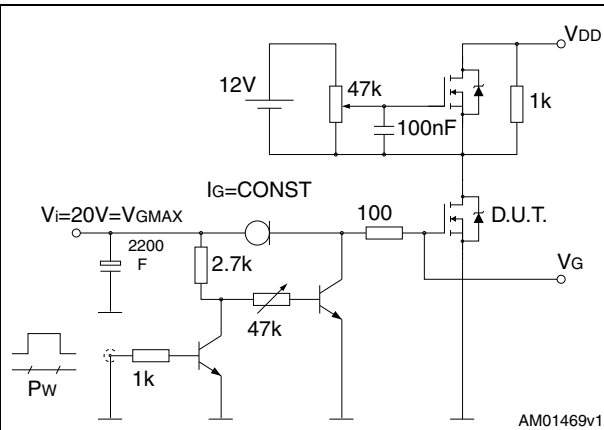 VDD
12V
47k
1k
100nF
IG=CONST
Vi=20V=VGMAX
100
D.U.T.
2200
F
2.7k
VG
47k
1k
PW
AM01469v1